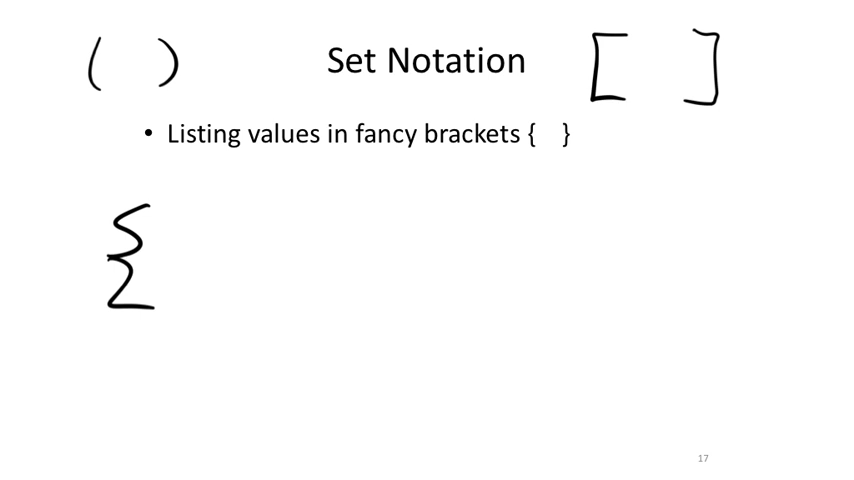 ( ) Set Notation [ ]
• Listing values in fancy brackets { }
{
17